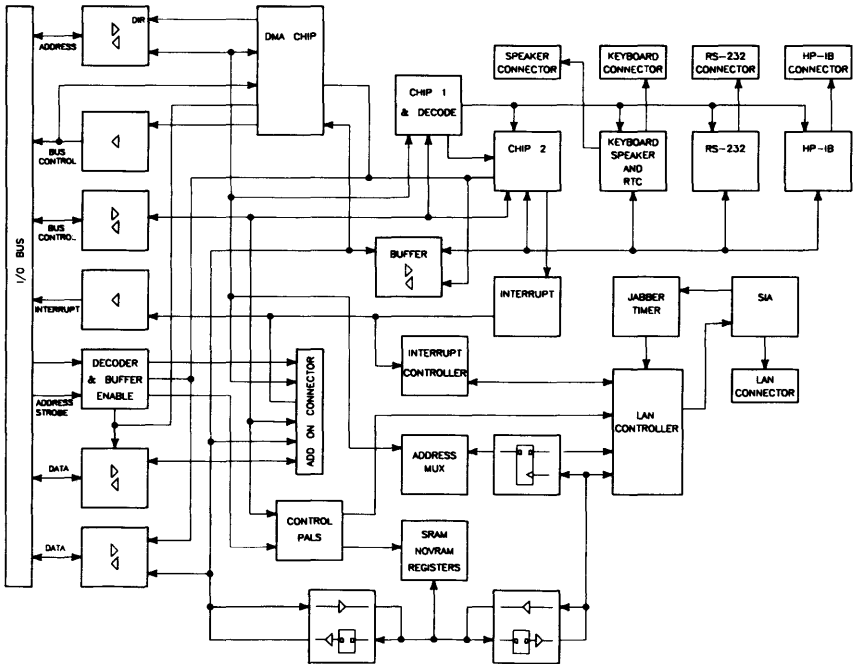 DIR
ADDRESS
DMA CHIP
SPEAKER
CONNECTOR
KEYBOARD
CONNECTOR
RS-232
CONNECTOR
HP-IB
CONNECTOR
CHIP 1
& DECODE
BUS
CONTROL
CHIP 2
KEYBOARD
SPEAKER
AND
RTC
RS-232
HP-IB
BUS
CONTROL
I/O BUS
BUFFER
INTERRUPT
INTERRUPT
JABBER
TIMER
SIA
DECODER
& BUFFER
ENABLE
ADDRESS
STROBE
ADD ON CONNECTOR
INTERRUPT
CONTROLLER
LAN
CONTROLLER
LAN
CONNECTOR
DATA
ADDRESS
MUX
CONTROL
PALS
DATA
SRAM
NOVRAM
REGISTERS